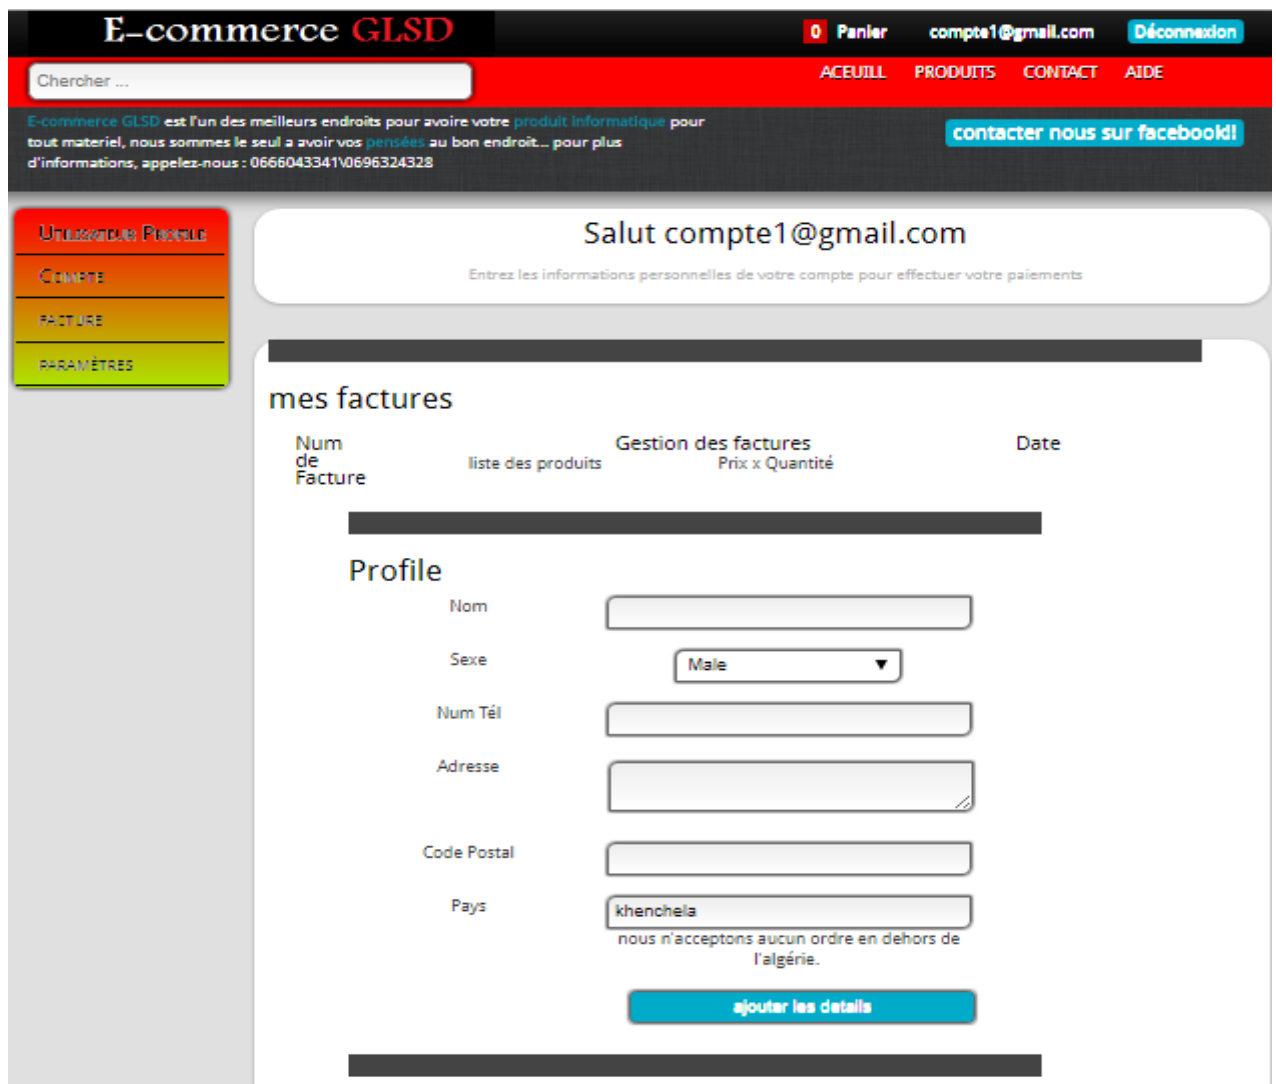 E-commerce GLSD
0 Panier compte1@gmail.com Déconnexion
Chercher ...
ACEUILL PRODUITS CONTACT AIDE
E-commerce GLSD est l'un des meilleurs endroits pour avoire votre produit informatique pour
tout materiel, nous sommes le seul a avoir vos pensées au bon endroit... pour plus
d'informations, appelez-nous : 0666043341\0696324328
contacter nous sur facebook!!
Utilisateur Profile
Compte
facture
paramètres
Salut compte1@gmail.com
Entrez les informations personnelles de votre compte pour effectuer votre paiements
mes factures
Num de Facture
Gestion des factures
Date
liste des produits
Prix x Quantité
Profile
Nom
Sexe
Male
Num Tél
Adresse
Code Postal
Pays
khenchela
nous n'acceptons aucun ordre en dehors de
l'algérie.
ajouter les details